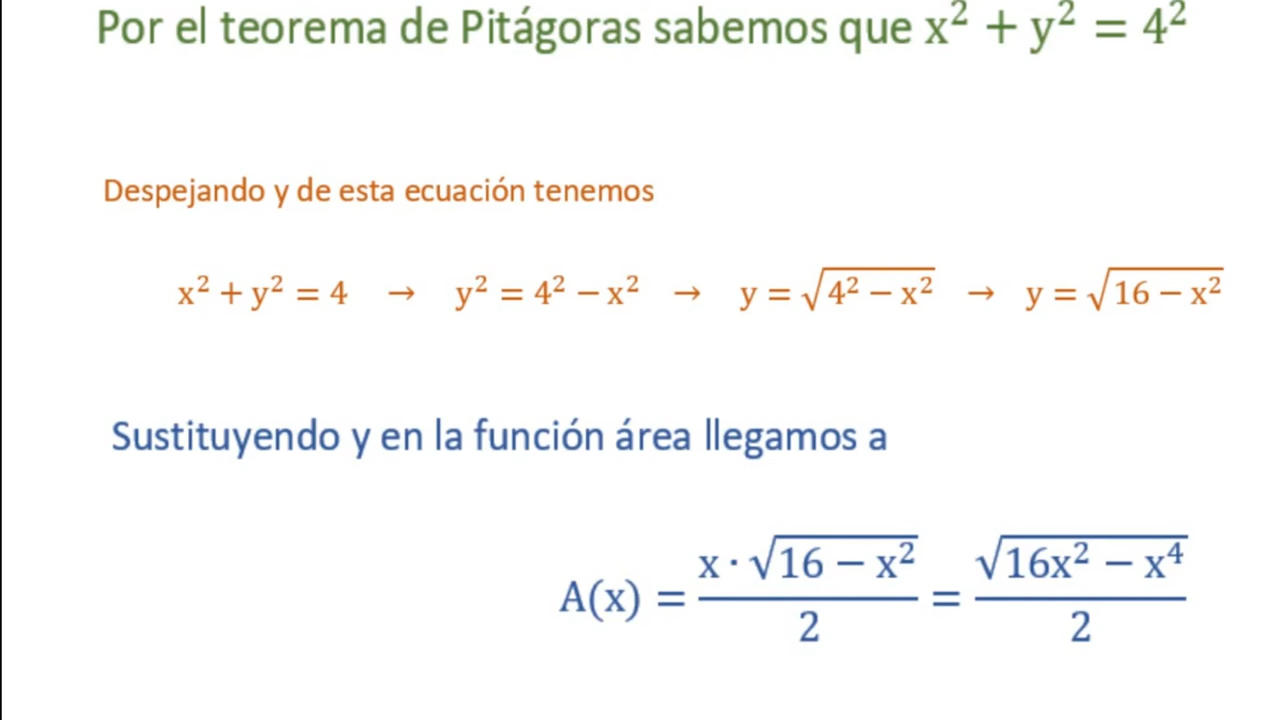 Por el teorema de Pitágoras sabemos que x² + y² = 4²
Despejando y de esta ecuación tenemos
x² + y² = 4 → y² = 4² − x² → y = √(4² − x²) → y = √(16 − x²)
Sustituyendo y en la función área llegamos a
A(x) = x · √(16 − x²) / 2 = √(16x² − x⁴) / 2